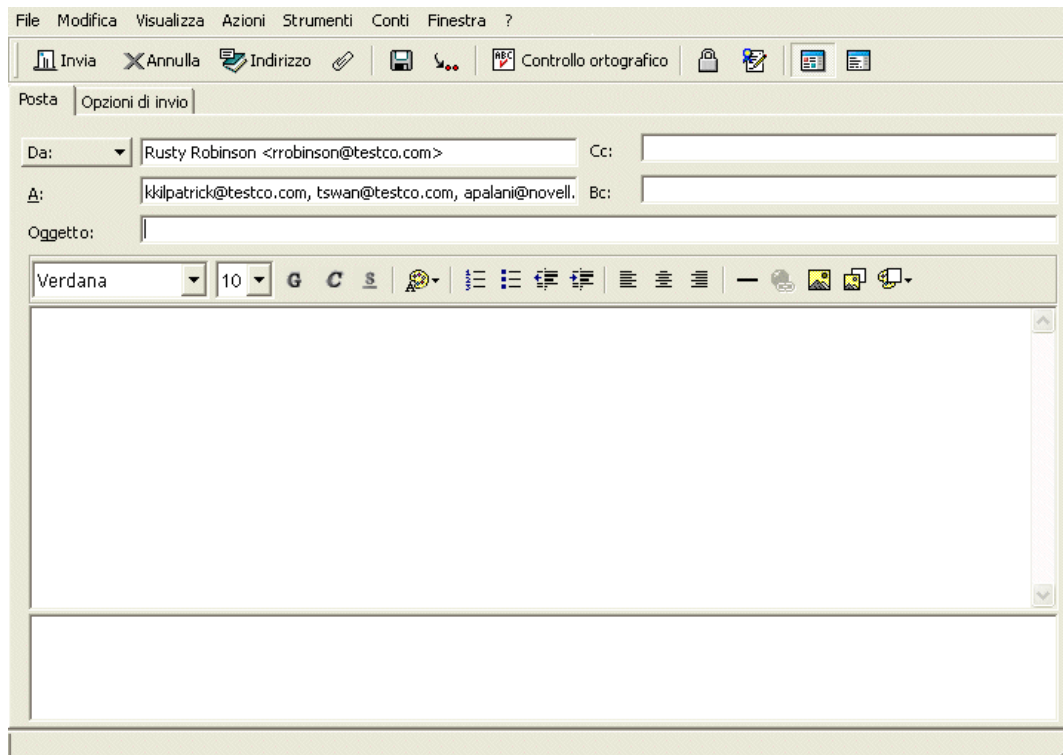 File Modifica Visualizza Azioni Strumenti Conti Finestra ?
Invia Annulla Indirizzo ABC Controllo ortografico
Posta Opzioni di invio
Da: Rusty Robinson <rrobinson@testco.com> Cc:
A: kkilpatrick@testco.com, tswan@testco.com, apalani@novell. Bc:
Oggetto:
Verdana 10 G C S